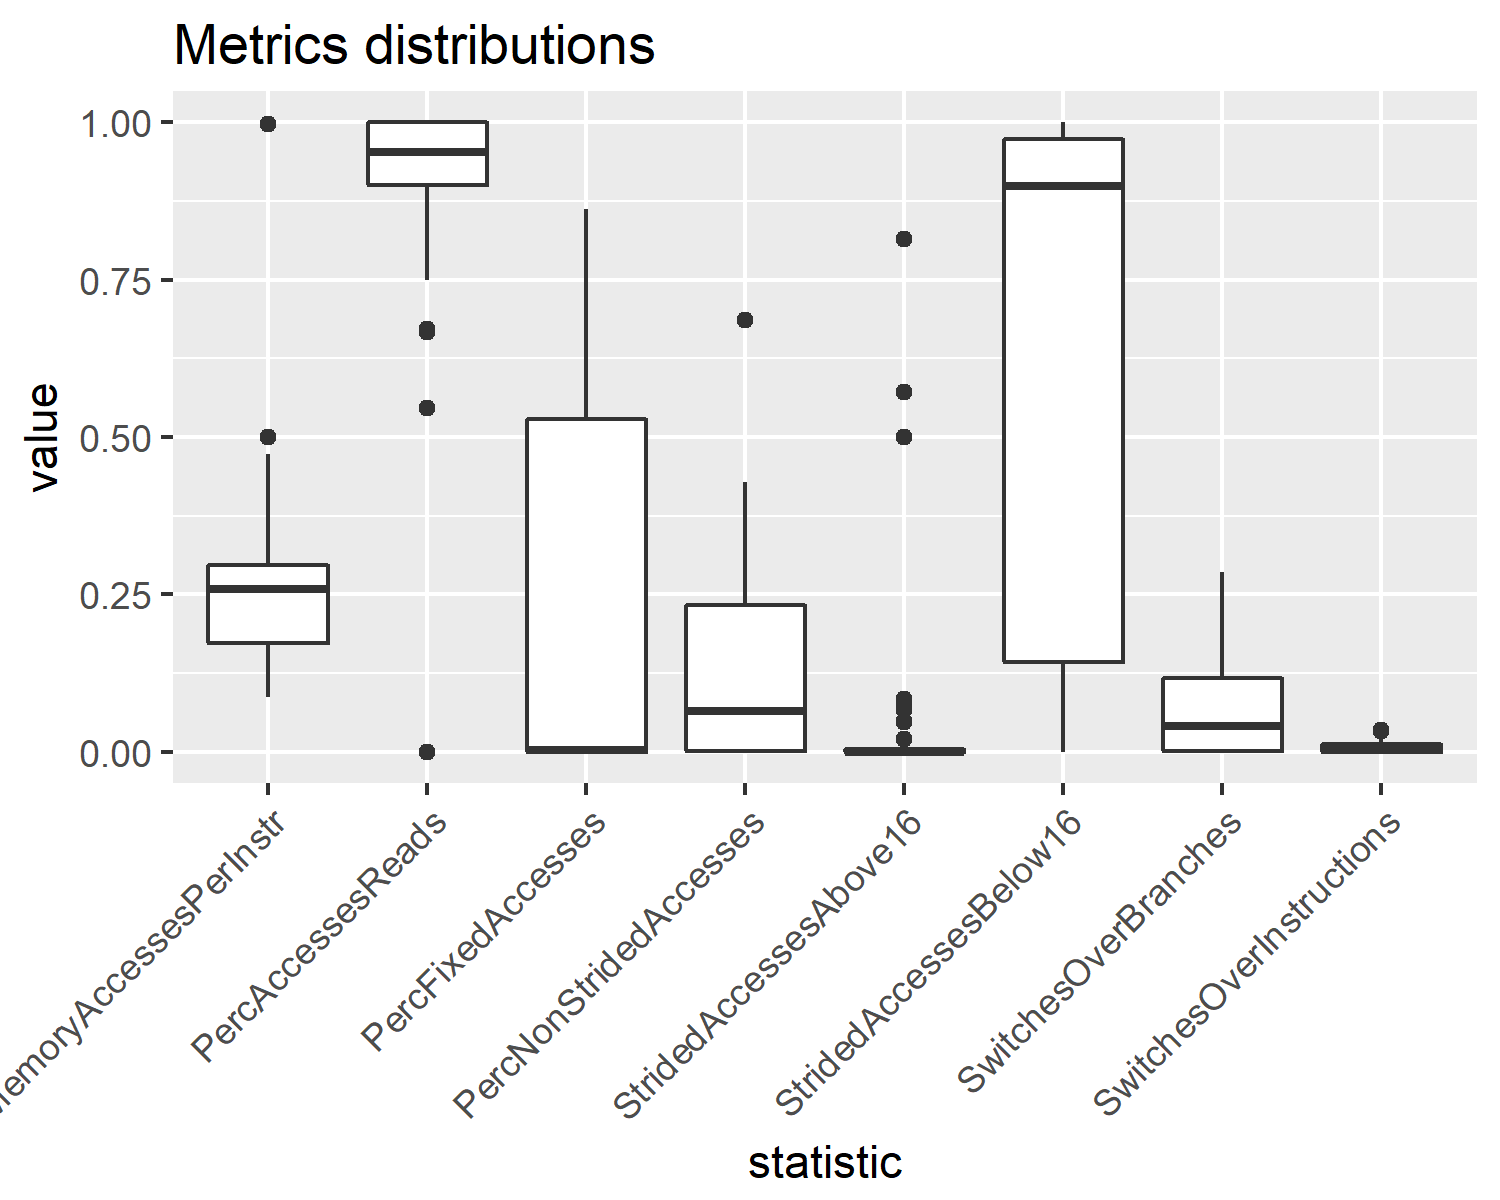 Metrics distributions
1.00
0.75
0.50
0.25
0.00
value
emoryAccessesPerInstr
PercAccessesReads
PercFixedAccesses
PercNonStridedAccesses
StridedAccessesAbove16
StridedAccessesBelow16
SwitchesOverBranches
SwitchesOverInstructions
statistic